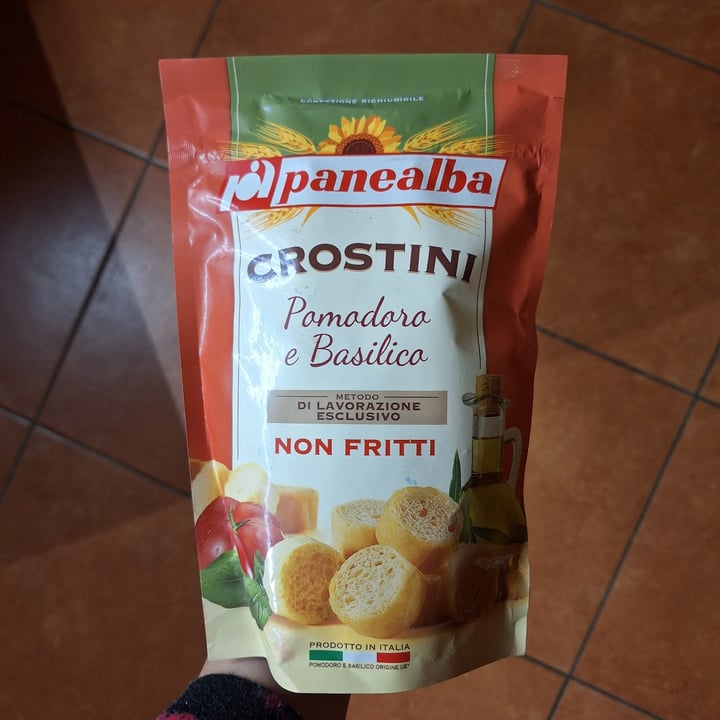 CONFEZIONE RICHIUDIBILE
panealba
CROSTINI
Pomodoro
e Basilico
METODO
DI LAVORAZIONE
ESCLUSIVO
NON FRITTI
PRODOTTO IN ITALIA
POMODORO E BASILICO ORIGINE UE*